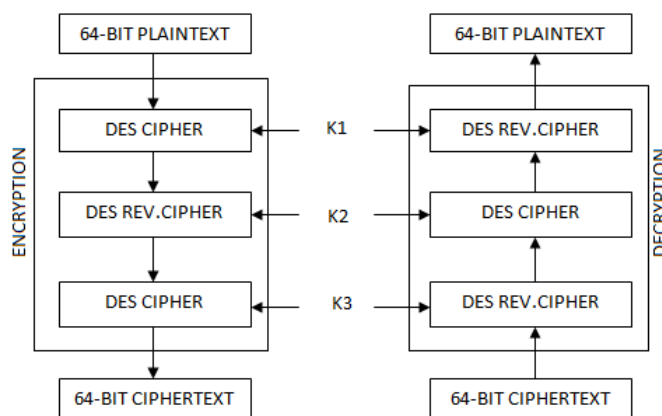 64-BIT PLAINTEXT
64-BIT PLAINTEXT
ENCRYPTION
DES CIPHER
K1
DES REV.CIPHER
DES REV.CIPHER
K2
DES CIPHER
DES CIPHER
K3
DES REV.CIPHER
DECRYPTION
64-BIT CIPHERTEXT
64-BIT CIPHERTEXT